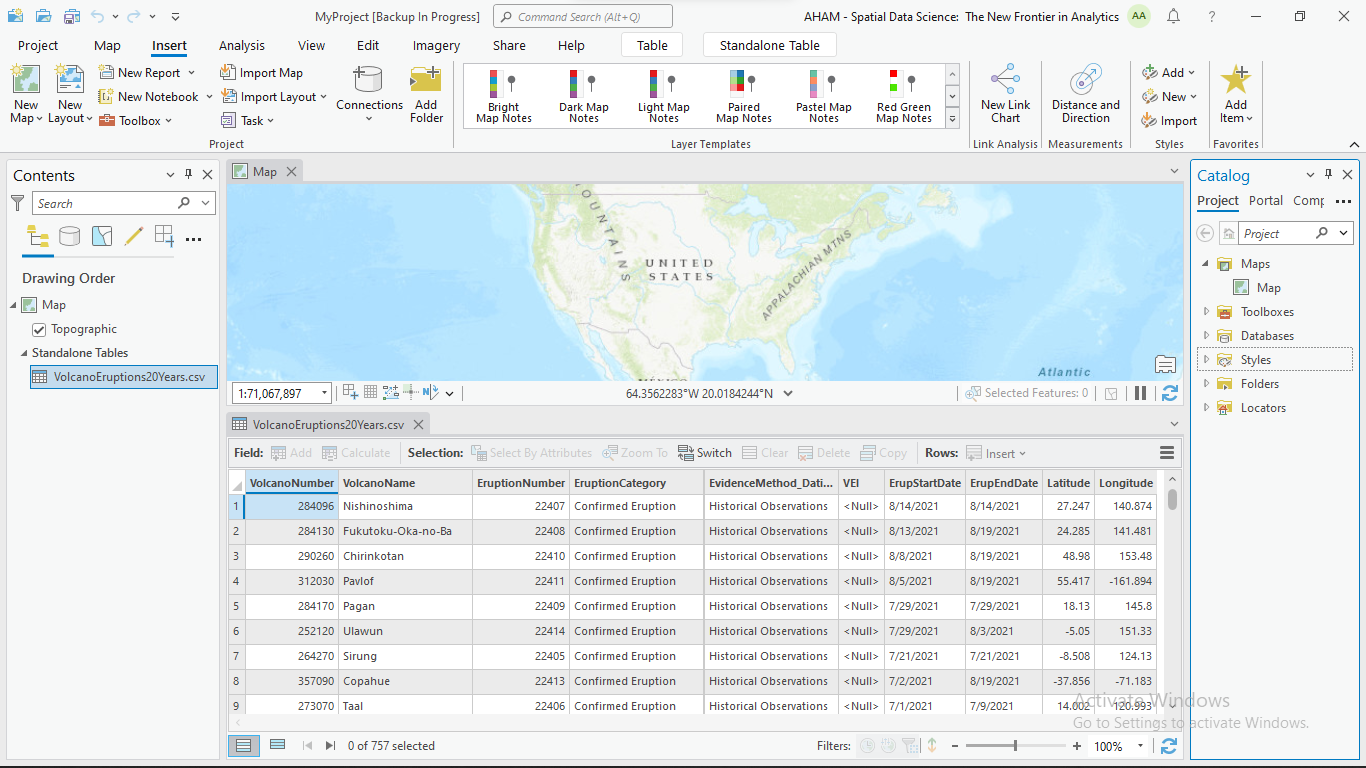 MyProject [Backup In Progress]
Command Search (Alt+Q)
AHAM - Spatial Data Science: The New Frontier in Analytics
AA
?
Project Map Insert Analysis View Edit Imagery Share Help Table Standalone Table
New Map
New Layout
New Report
New Notebook
Toolbox
Import Map
Import Layout
Task
Connections
Add Folder
Project
Bright Map Notes
Dark Map Notes
Light Map Notes
Paired Map Notes
Pastel Map Notes
Red Green Map Notes
Layer Templates
New Link Chart
Link Analysis
Distance and Direction
Measurements
Add
New
Import
Styles
Add Item
Favorites
Contents
Search
Drawing Order
Map
Topographic
Standalone Tables
VolcanoEruptions20Years.csv
Map
OUNTAINS
UNITED
STATES
APPALACHIAN MTNS
MÉXICO
Atlantic
1:71,067,897
64.3562283°W 20.0184244°N
Selected Features: 0
VolcanoEruptions20Years.csv
Field: Add Calculate Selection: Select By Attributes Zoom To Switch Clear Delete Copy Rows: Insert
VolcanoNumber VolcanoName EruptionNumber EruptionCategory EvidenceMethod_Dati... VEI ErupStartDate ErupEndDate Latitude Longitude
1 284096 Nishinoshima 22407 Confirmed Eruption Historical Observations <Null> 8/14/2021 8/14/2021 27.247 140.874
2 284130 Fukutoku-Oka-no-Ba 22408 Confirmed Eruption Historical Observations <Null> 8/13/2021 8/19/2021 24.285 141.481
3 290260 Chirinkotan 22410 Confirmed Eruption Historical Observations <Null> 8/8/2021 8/19/2021 48.98 153.48
4 312030 Pavlof 22411 Confirmed Eruption Historical Observations <Null> 8/5/2021 8/19/2021 55.417 -161.894
5 284170 Pagan 22409 Confirmed Eruption Historical Observations <Null> 7/29/2021 7/29/2021 18.13 145.8
6 252120 Ulawun 22414 Confirmed Eruption Historical Observations <Null> 7/29/2021 8/3/2021 -5.05 151.33
7 264270 Sirung 22405 Confirmed Eruption Historical Observations <Null> 7/21/2021 7/21/2021 -8.508 124.13
8 357090 Copahue 22413 Confirmed Eruption Historical Observations <Null> 7/2/2021 8/19/2021 -37.856 -71.183
9 273070 Taal 22406 Confirmed Eruption Historical Observations <Null> 7/1/2021 7/9/2021 14.002 120.993
0 of 757 selected
Filters:
100%
Catalog
Project Portal Comp
Project
Maps
Map
Toolboxes
Databases
Styles
Folders
Locators
Activate Windows
Go to Settings to activate Windows.